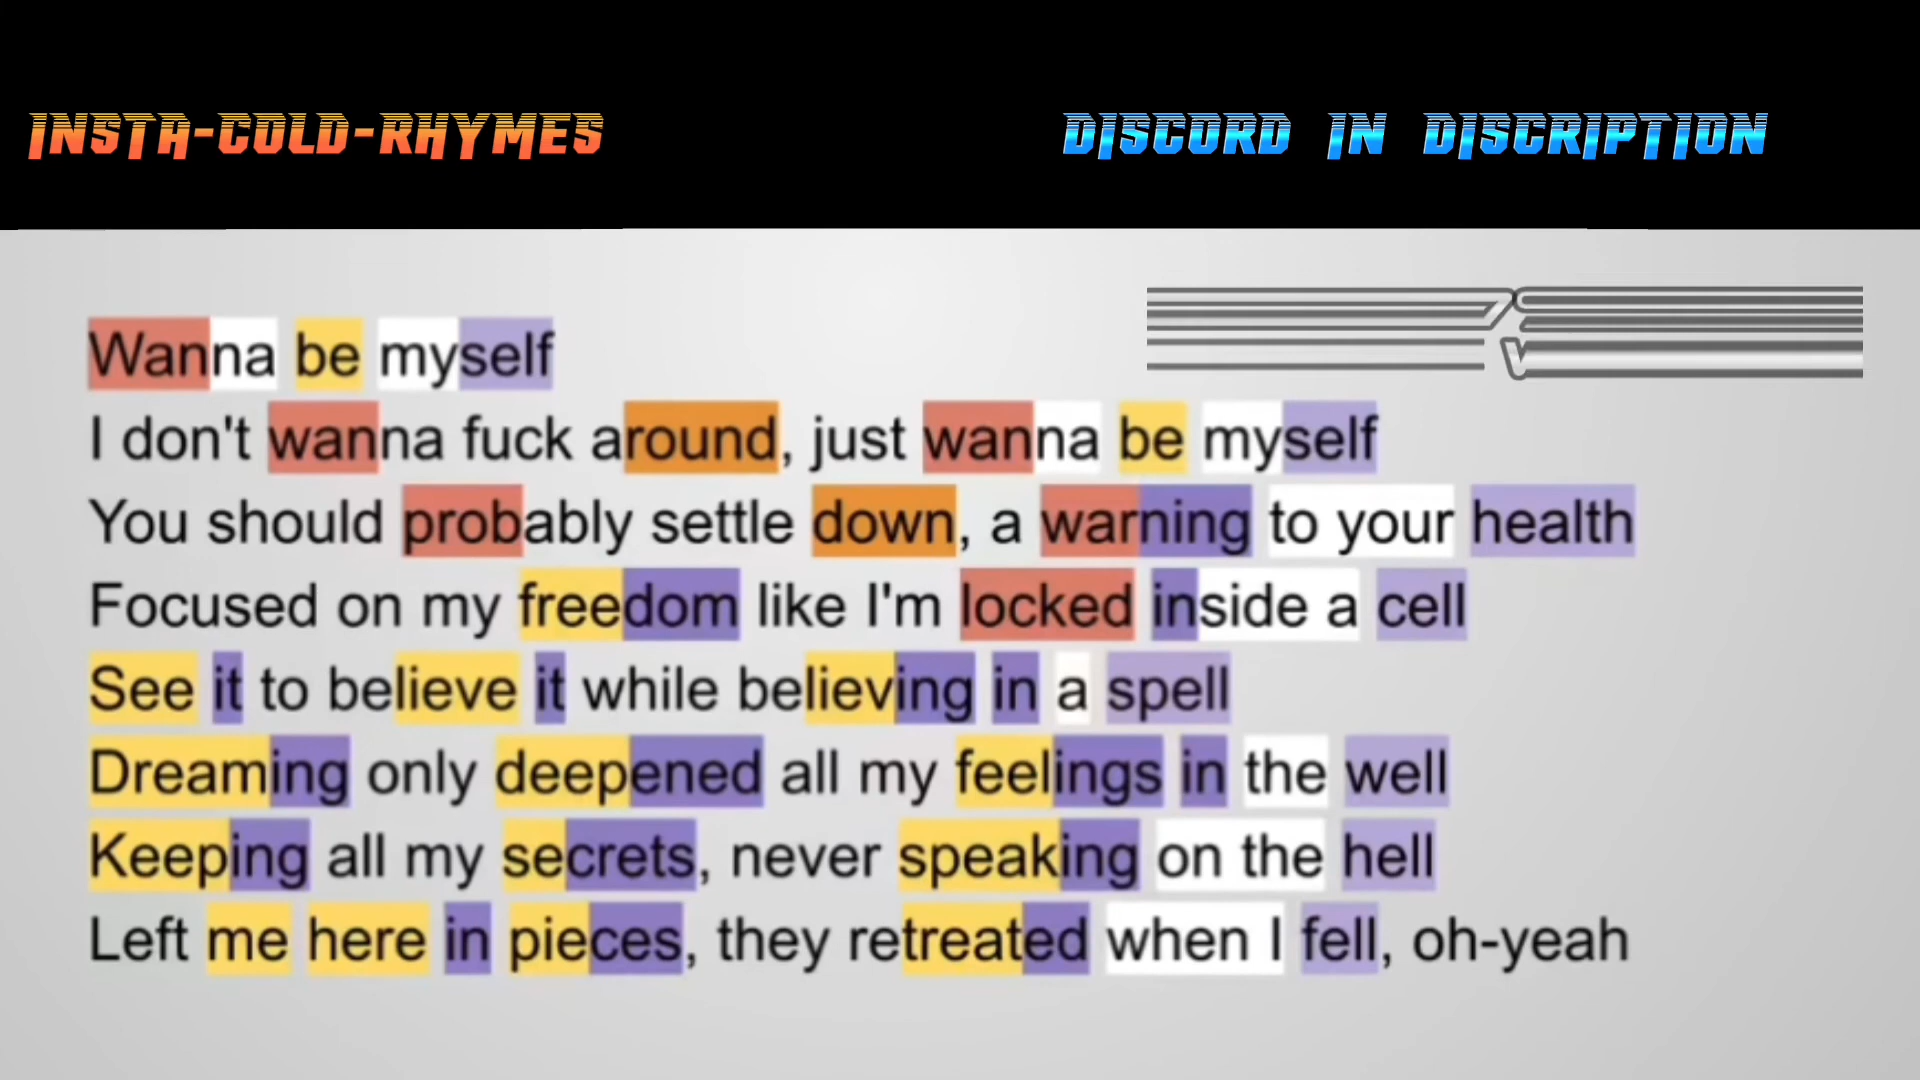 INSTA-COLD-RHYMES
DISCORD IN DISCRIPTION
Wanna be myself
I don't wanna fuck around, just wanna be myself
You should probably settle down, a warning to your health
Focused on my freedom like I'm locked inside a cell
See it to believe it while believing in a spell
Dreaming only deepened all my feelings in the well
Keeping all my secrets, never speaking on the hell
Left me here in pieces, they retreated when I fell, oh-yeah